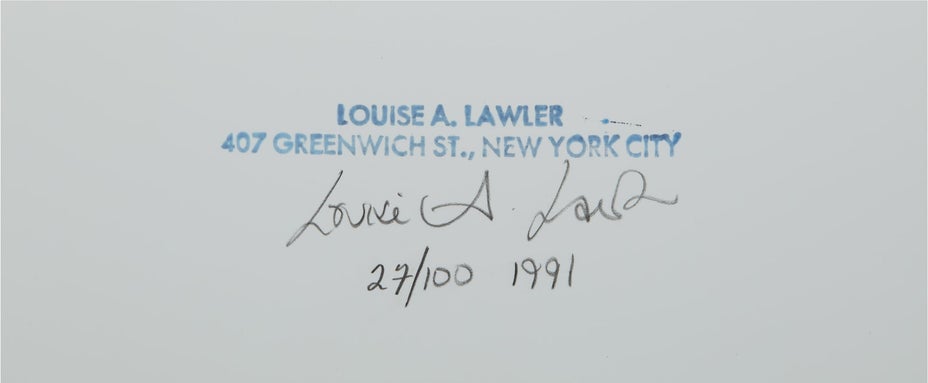 LOUISE A. LAWLER
407 GREENWICH ST., NEW YORK CITY
Louise A. Lawler
27/100 1991